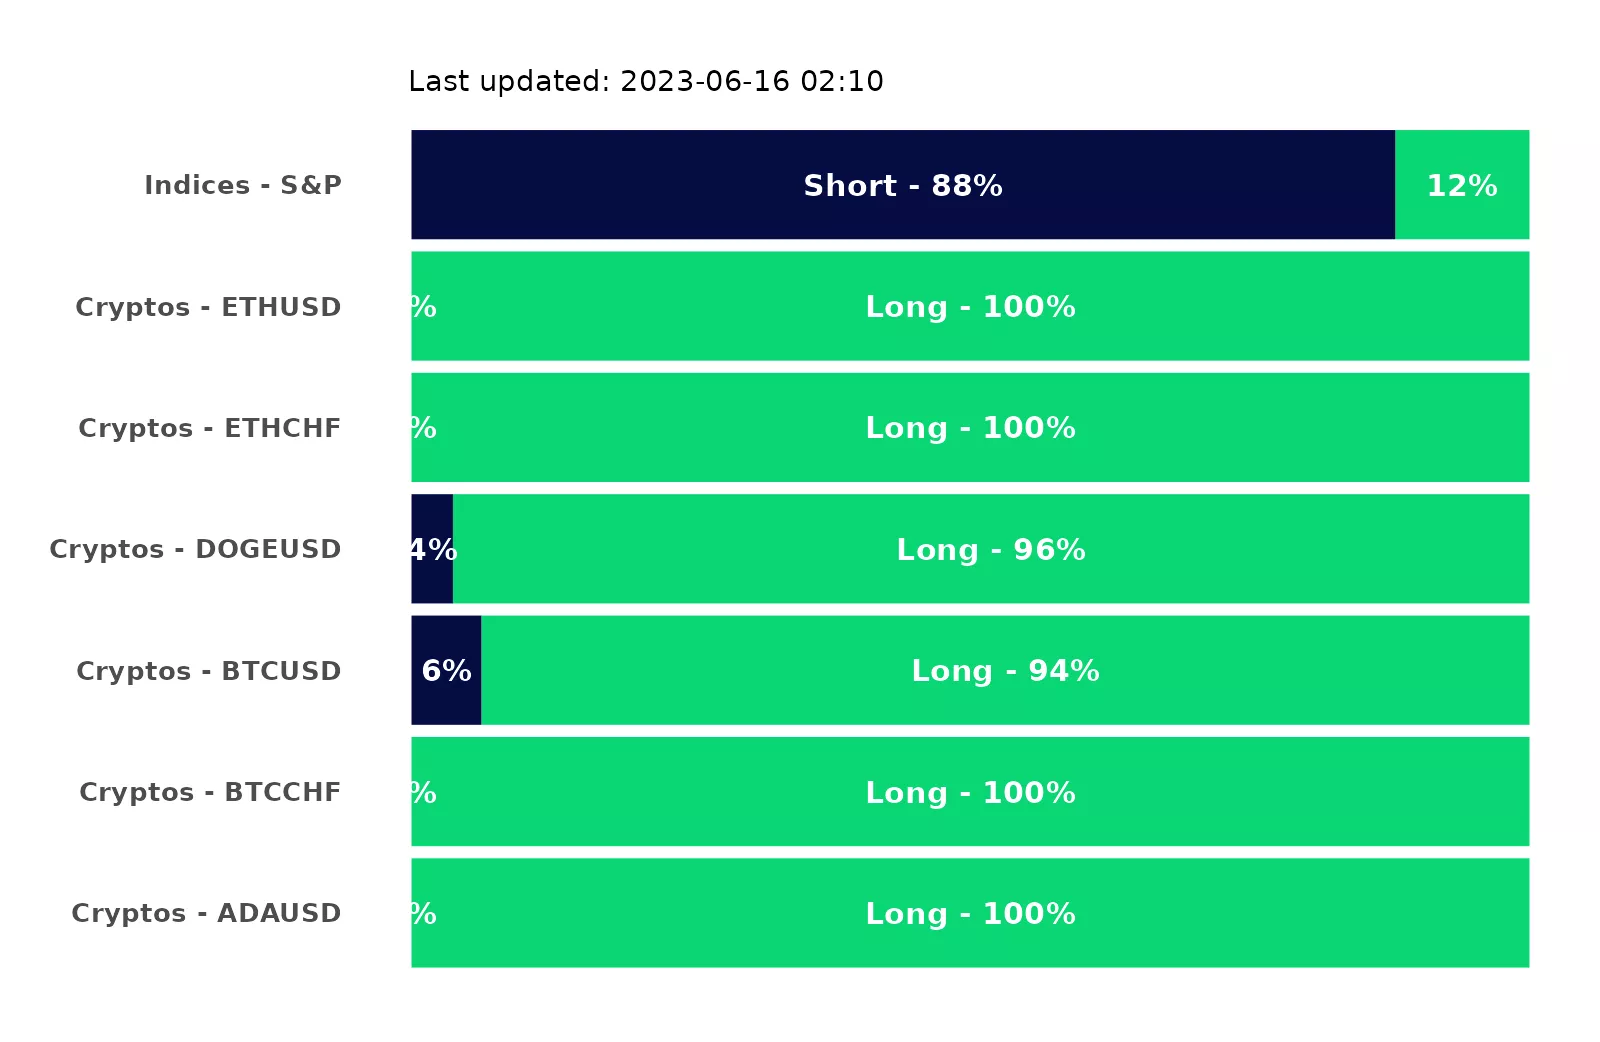 Last updated: 2023-06-16 02:10
Indices - S&P Short - 88% 12%
Cryptos - ETHUSD % Long - 100%
Cryptos - ETHCHF % Long - 100%
Cryptos - DOGEUSD 4% Long - 96%
Cryptos - BTCUSD 6% Long - 94%
Cryptos - BTCCHF % Long - 100%
Cryptos - ADAUSD % Long - 100%